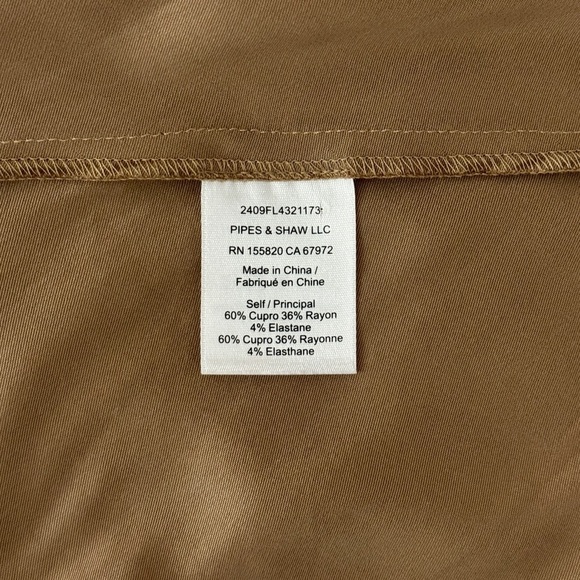 2409FL4321173
PIPES & SHAW LLC
RN 155820 CA 67972
Made in China /
Fabriqué en Chine
Self / Principal
60% Cupro 36% Rayon
4% Elastane
60% Cupro 36% Rayonne
4% Elasthane